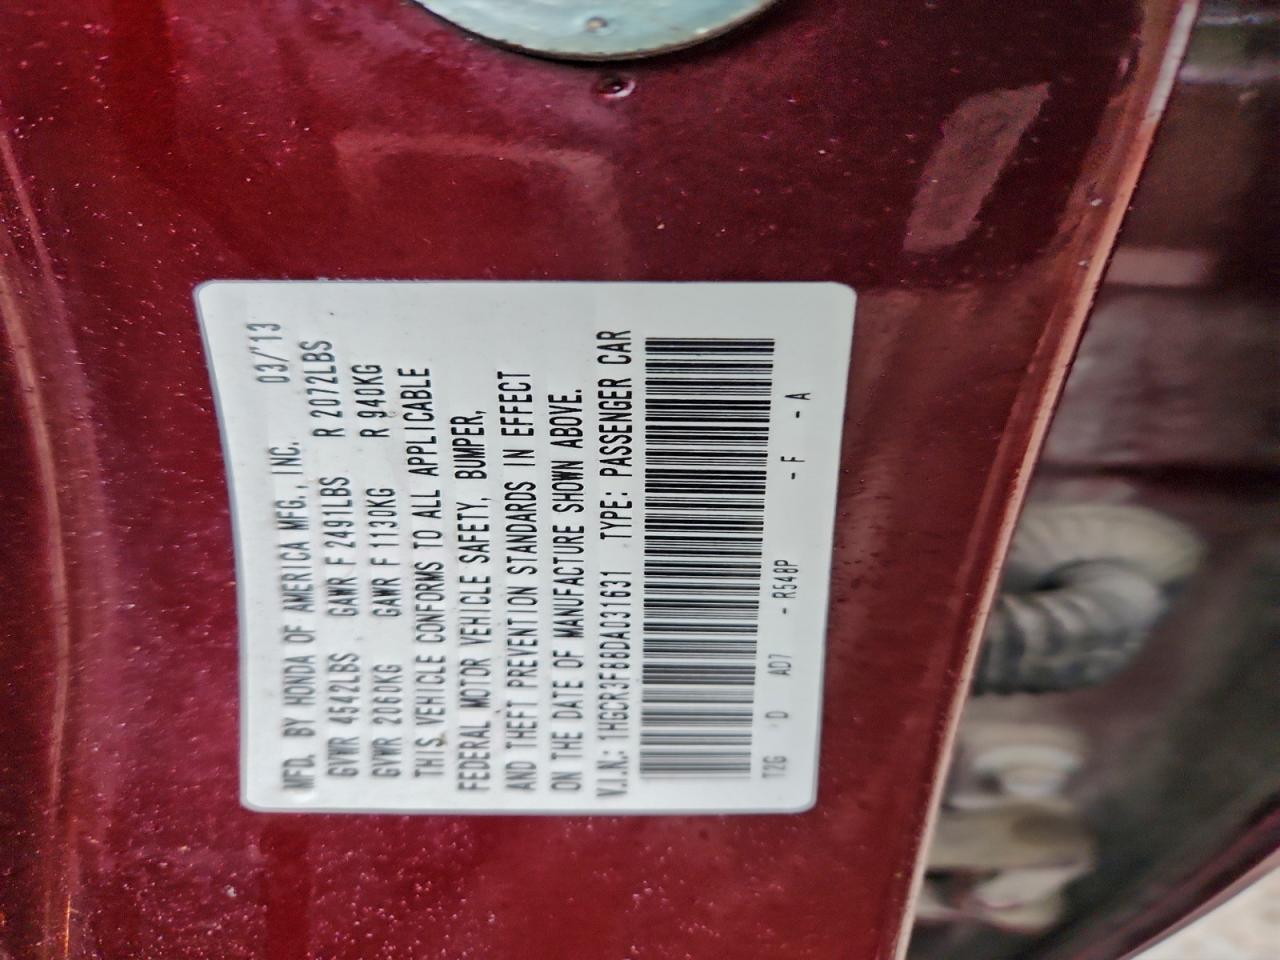 MFD. BY HONDA OF AMERICA MFG., INC. 03/'13
GVWR 4542LBS GAWR F 2491LBS R 2072LBS
GVWR 2060KG GAWR F 1130KG R 940KG
THIS VEHICLE CONFORMS TO ALL APPLICABLE
FEDERAL MOTOR VEHICLE SAFETY, BUMPER,
AND THEFT PREVENTION STANDARDS IN EFFECT
ON THE DATE OF MANUFACTURE SHOWN ABOVE.
V.I.N.: 1HGCR3F88DA031631 TYPE: PASSENGER CAR
T2G D AD7 - R548P - F - A